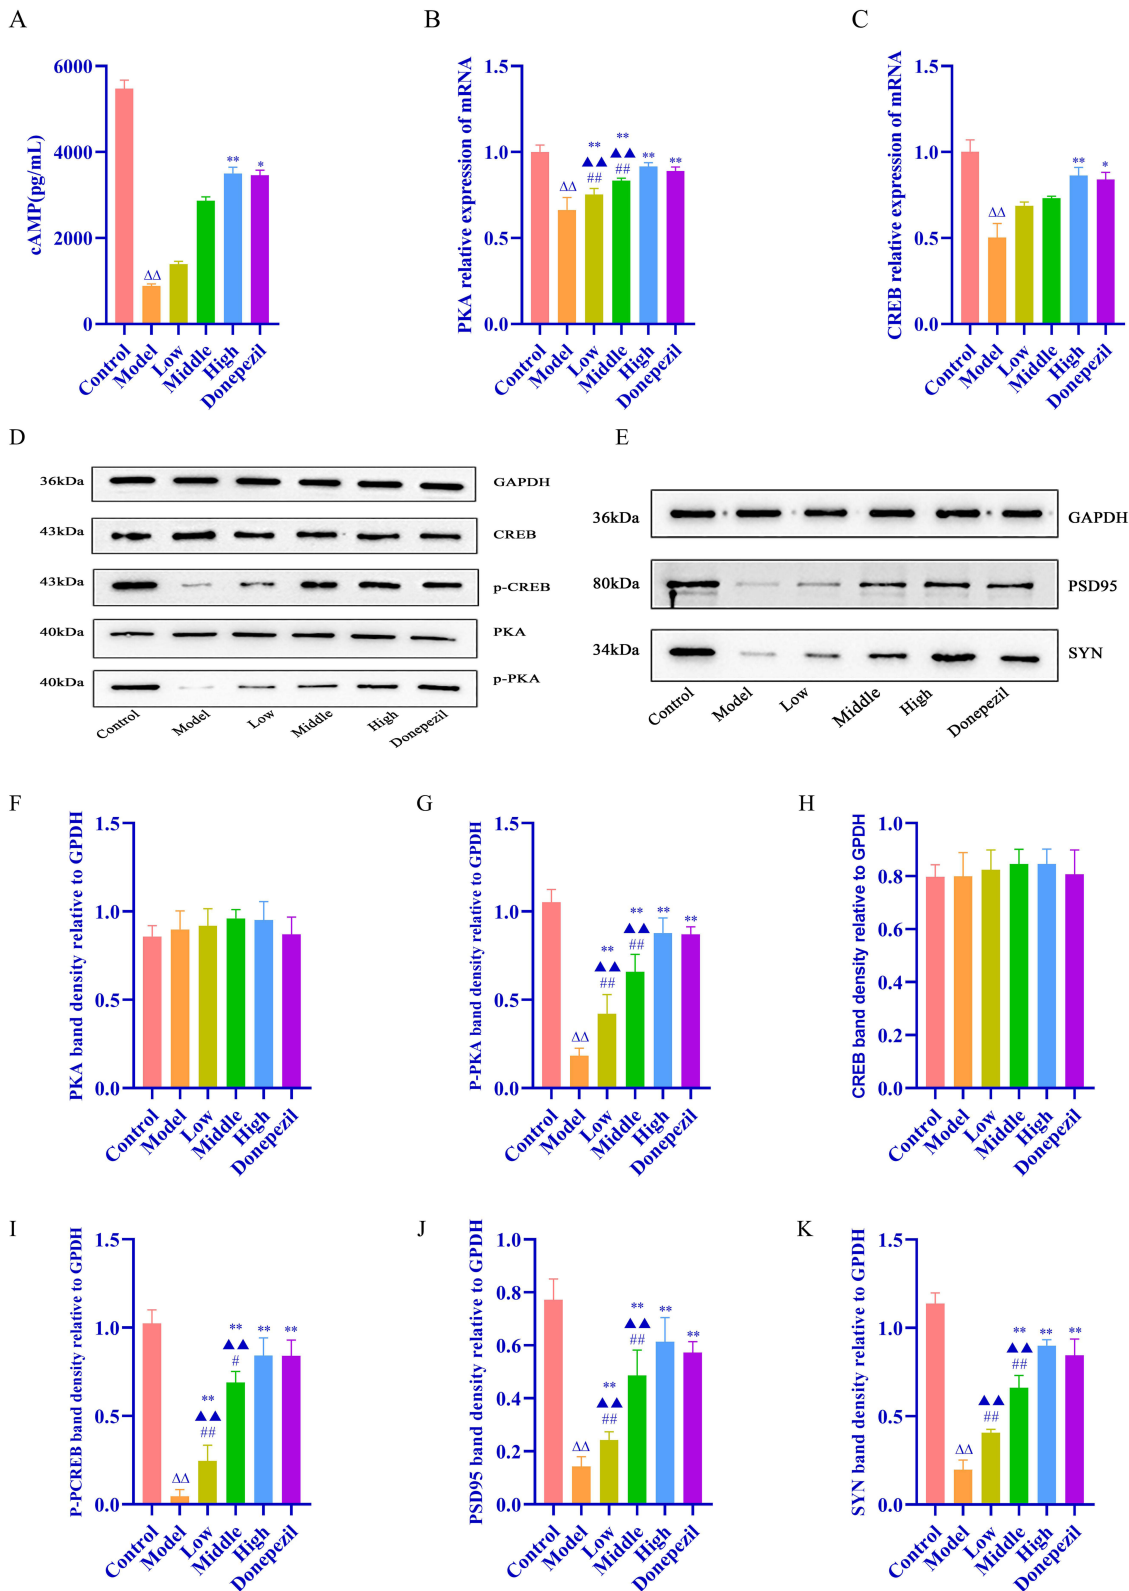 A
B
C
cAMP(pg/mL)
6000
4000
2000
0
ΔΔ
**
*
Control
Model
Low
Middle
High
Donepezil
PKA relative expression of mRNA
1.5
1.0
0.5
0.0
ΔΔ
**
▲▲
##
**
▲▲
##
**
**
Control
Model
Low
Middle
High
Donepezil
CREB relative expression of mRNA
1.5
1.0
0.5
0.0
ΔΔ
**
*
Control
Model
Low
Middle
High
Donepezil
D
36kDa GAPDH
43kDa CREB
43kDa p-CREB
40kDa PKA
40kDa p-PKA
Control Model Low Middle High Donepezil
E
36kDa GAPDH
80kDa PSD95
34kDa SYN
Control Model Low Middle High Donepezil
F
PKA band density relative to GPDH
1.5
1.0
0.5
0.0
Control
Model
Low
Middle
High
Donepezil
G
P-PKA band density relative to GPDH
1.5
1.0
0.5
0.0
ΔΔ
**
▲▲
##
**
▲▲
##
**
**
Control
Model
Low
Middle
High
Donepezil
H
CREB band density relative to GPDH
1.0
0.8
0.6
0.4
0.2
0.0
Control
Model
Low
Middle
High
Donepezil
I
P-PCREB band density relative to GPDH
1.5
1.0
0.5
0.0
ΔΔ
**
▲▲
##
**
▲▲
#
**
**
Control
Model
Low
Middle
High
Donepezil
J
PSD95 band density relative to GPDH
1.0
0.8
0.6
0.4
0.2
0.0
ΔΔ
**
▲▲
##
**
▲▲
##
**
**
Control
Model
Low
Middle
High
Donepezil
K
SYN band density relative to GPDH
1.5
1.0
0.5
0.0
ΔΔ
▲▲
##
**
▲▲
##
**
**
Control
Model
Low
Middle
High
Donepezil